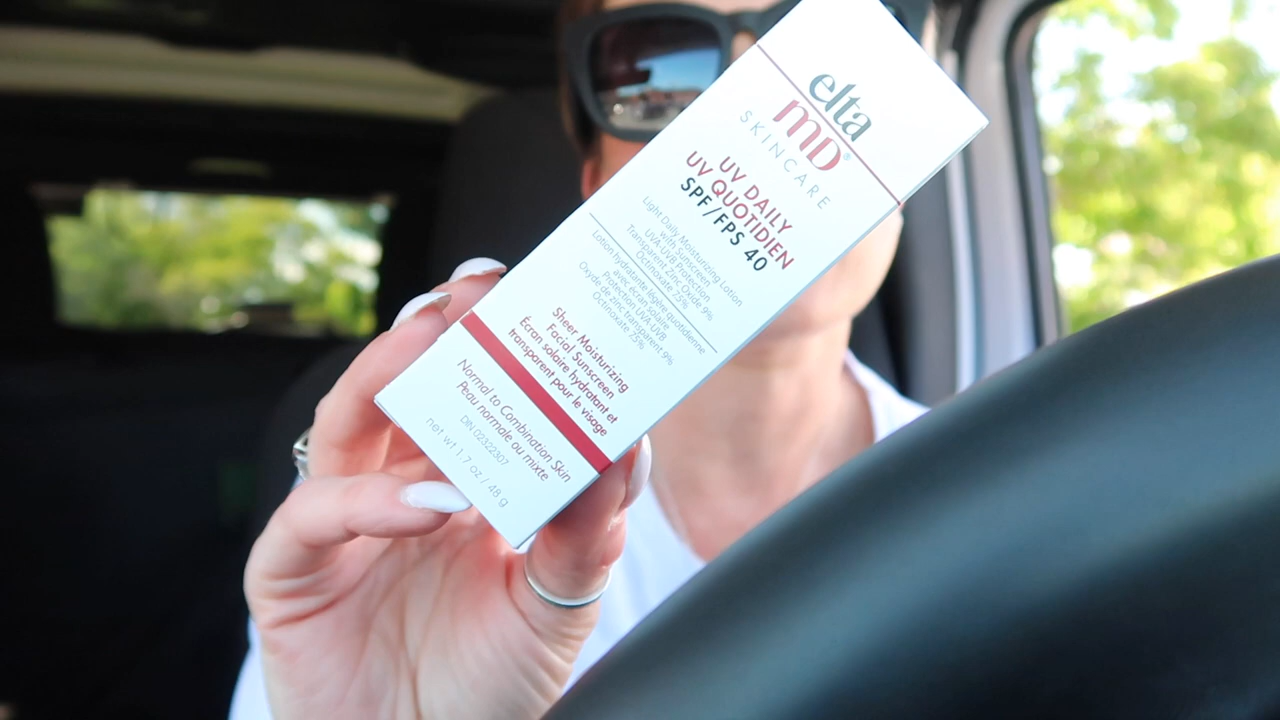 elta
MD®
SKINCARE
UV DAILY
UV QUOTIDIEN
SPF/FPS 40
Light Daily Moisturizing Lotion
with Sunscreen
UVA-UVB Protection
Transparent Zinc Oxide 9%
Octinoxate 7.5%
Lotion hydratante légère quotidienne
avec écran solaire
Protection UVA-UVB
Oxyde de zinc transparent 9%
Octinoxate 7.5%
Sheer Moisturizing
Facial Sunscreen
Écran solaire hydratant et
transparent pour le visage
Normal to Combination Skin
Peau normale ou mixte
DIN 02322307
net wt 1.7 oz / 48 g